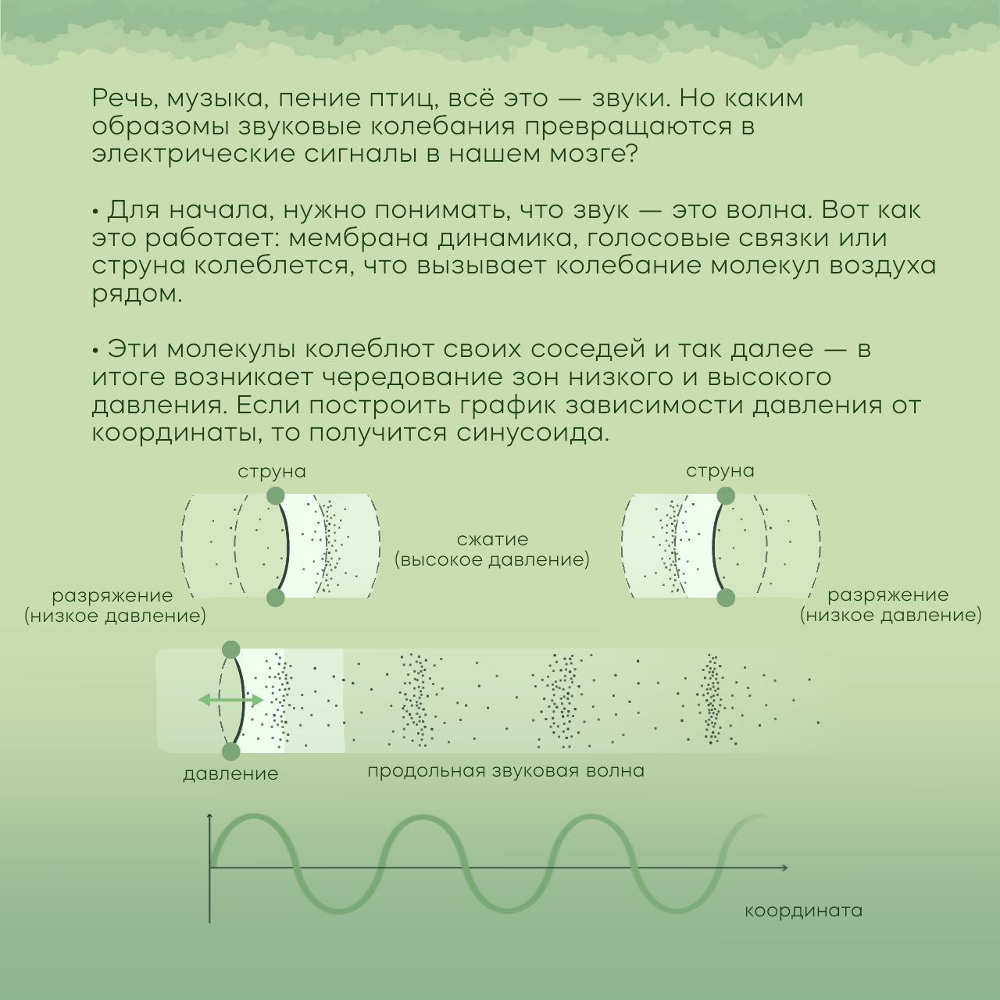 Речь, музыка, пение птиц, всё это — звуки. Но каким
образомы звуковые колебания превращаются в
электрические сигналы в нашем мозге?
• Для начала, нужно понимать, что звук — это волна. Вот как
это работает: мембрана динамика, голосовые связки или
струна колеблется, что вызывает колебание молекул воздуха
рядом.
• Эти молекулы колеблют своих соседей и так далее — в
итоге возникает чередование зон низкого и высокого
давления. Если построить график зависимости давления от
координаты, то получится синусоида.
струна
струна
сжатие
(высокое давление)
разряжение
(низкое давление)
разряжение
(низкое давление)
давление
продольная звуковая волна
координата